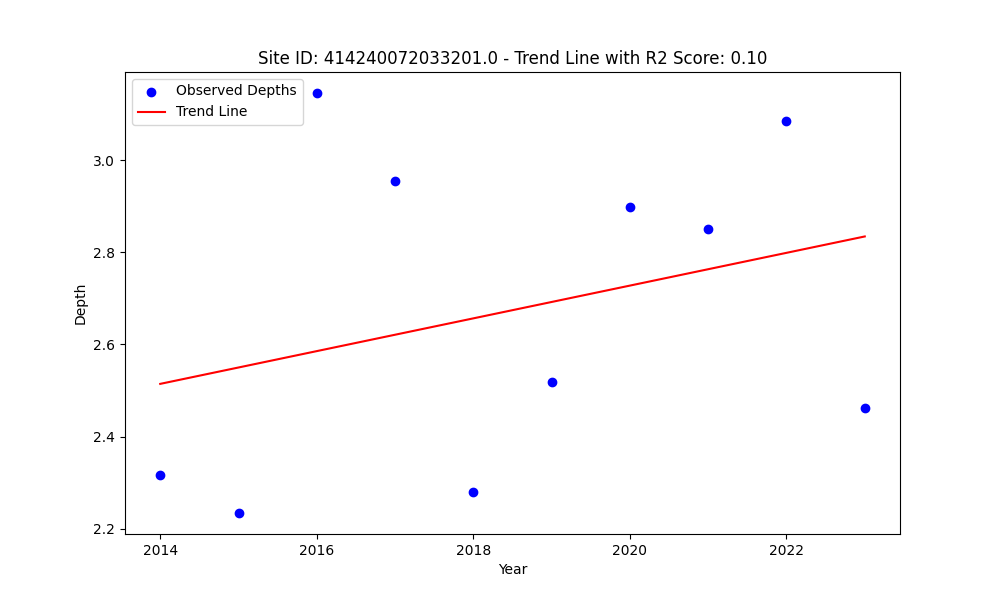 Site ID: 414240072033201.0 - Trend Line with R2 Score: 0.10
Observed Depths
Trend Line
3.0
2.8
2.6
2.4
2.2
Depth
2014
2016
2018
2020
2022
Year